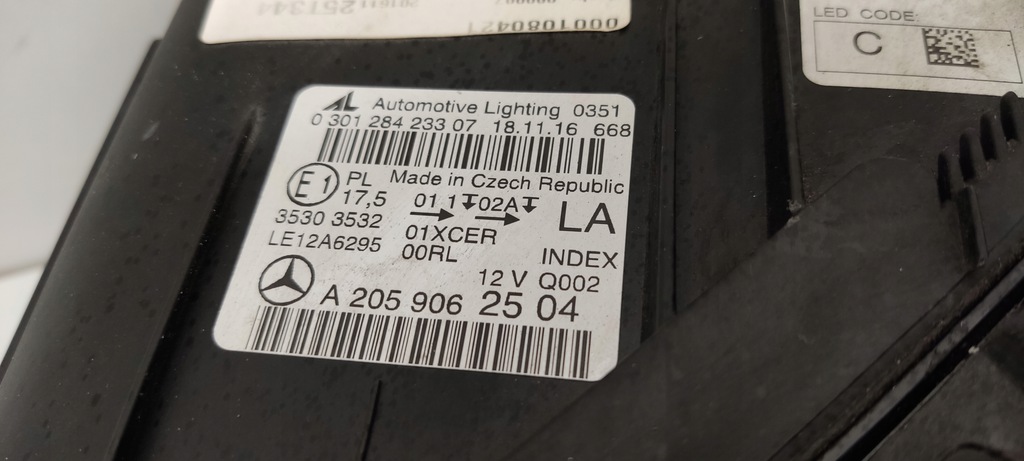 0001080421
LED CODE:
C
AL Automotive Lighting 0351
0 301 284 233 07 18.11.16 668
E1 PL Made in Czech Republic
17,5 01 1 02A LA
3530 3532 01XCER
LE12A6295 00RL INDEX
12 V Q002
A 205 906 25 04